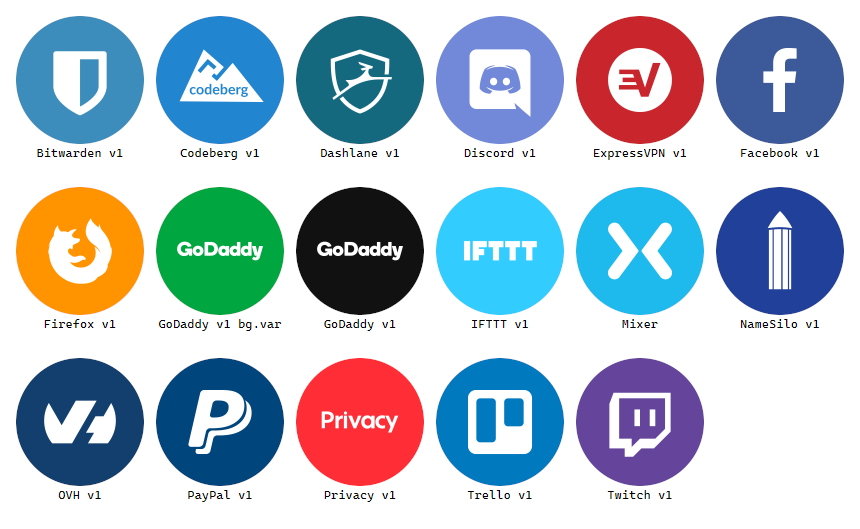 codeberg
EV
Bitwarden v1
Codeberg v1
Dashlane v1
Discord v1
ExpressVPN v1
Facebook v1
GoDaddy
GoDaddy
IFTTT
Firefox v1
GoDaddy v1 bg.var
GoDaddy v1
IFTTT v1
Mixer
NameSilo v1
Privacy
OVH v1
PayPal v1
Privacy v1
Trello v1
Twitch v1